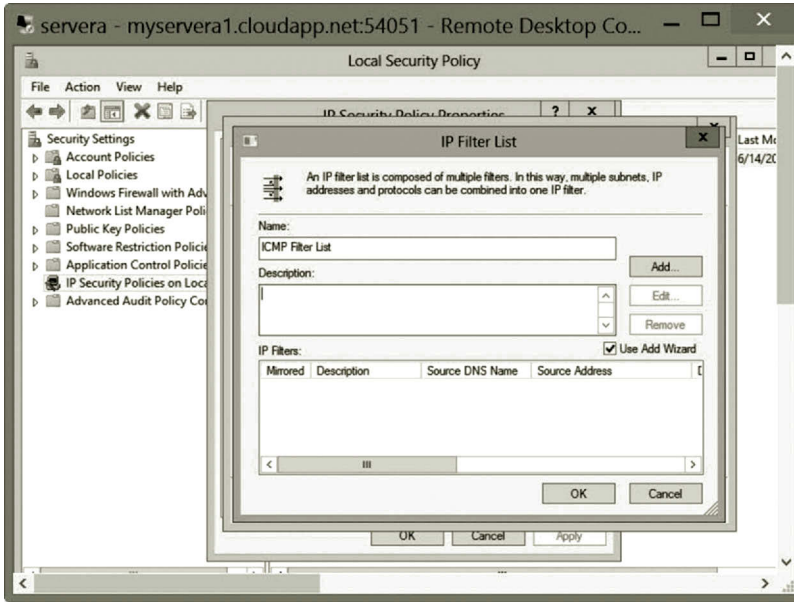 servera - myservera1.cloudapp.net:54051 - Remote Desktop Co...
Local Security Policy
File Action View Help
IP Security Policy Properties
? x
IP Filter List
x
Security Settings
Account Policies
Local Policies
Windows Firewall with Adv
Network List Manager Poli
Public Key Policies
Software Restriction Policie
Application Control Policie
IP Security Policies on Loca
Advanced Audit Policy Co
Last Mo
6/14/20
An IP filter list is composed of multiple filters. In this way, multiple subnets, IP
addresses and protocols can be combined into one IP filter.
Name:
ICMP Filter List
Description:
Add...
Edit...
Remove
IP Filters:
Use Add Wizard
Mirrored Description Source DNS Name Source Address D
OK Cancel
OK Cancel Apply